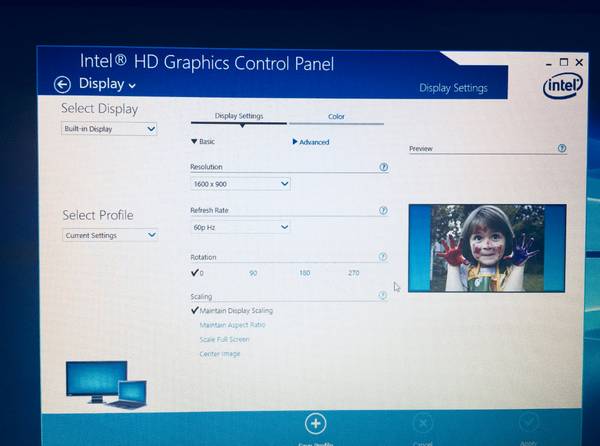 Intel® HD Graphics Control Panel
Display
Display Settings
intel
Select Display
Built-in Display
Display Settings
Color
Basic
Advanced
Preview
Resolution
1600 x 900
Select Profile
Current Settings
Refresh Rate
60p Hz
Rotation
0 90 180 270
Scaling
Maintain Display Scaling
Maintain Aspect Ratio
Scale Full Screen
Center Image
Cancel
Apply